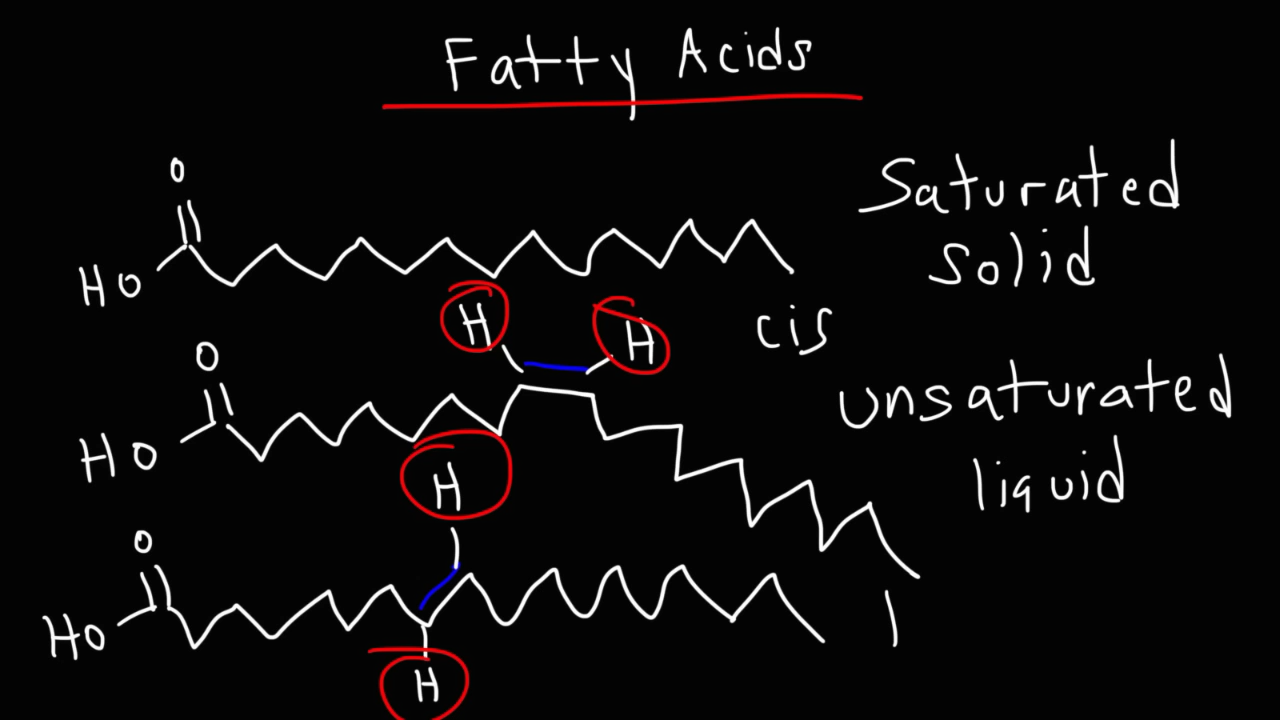 Fatty Acids
O
HO
Saturated
solid
H
H
cis
O
HO
unsaturated
liquid
H
O
HO
H